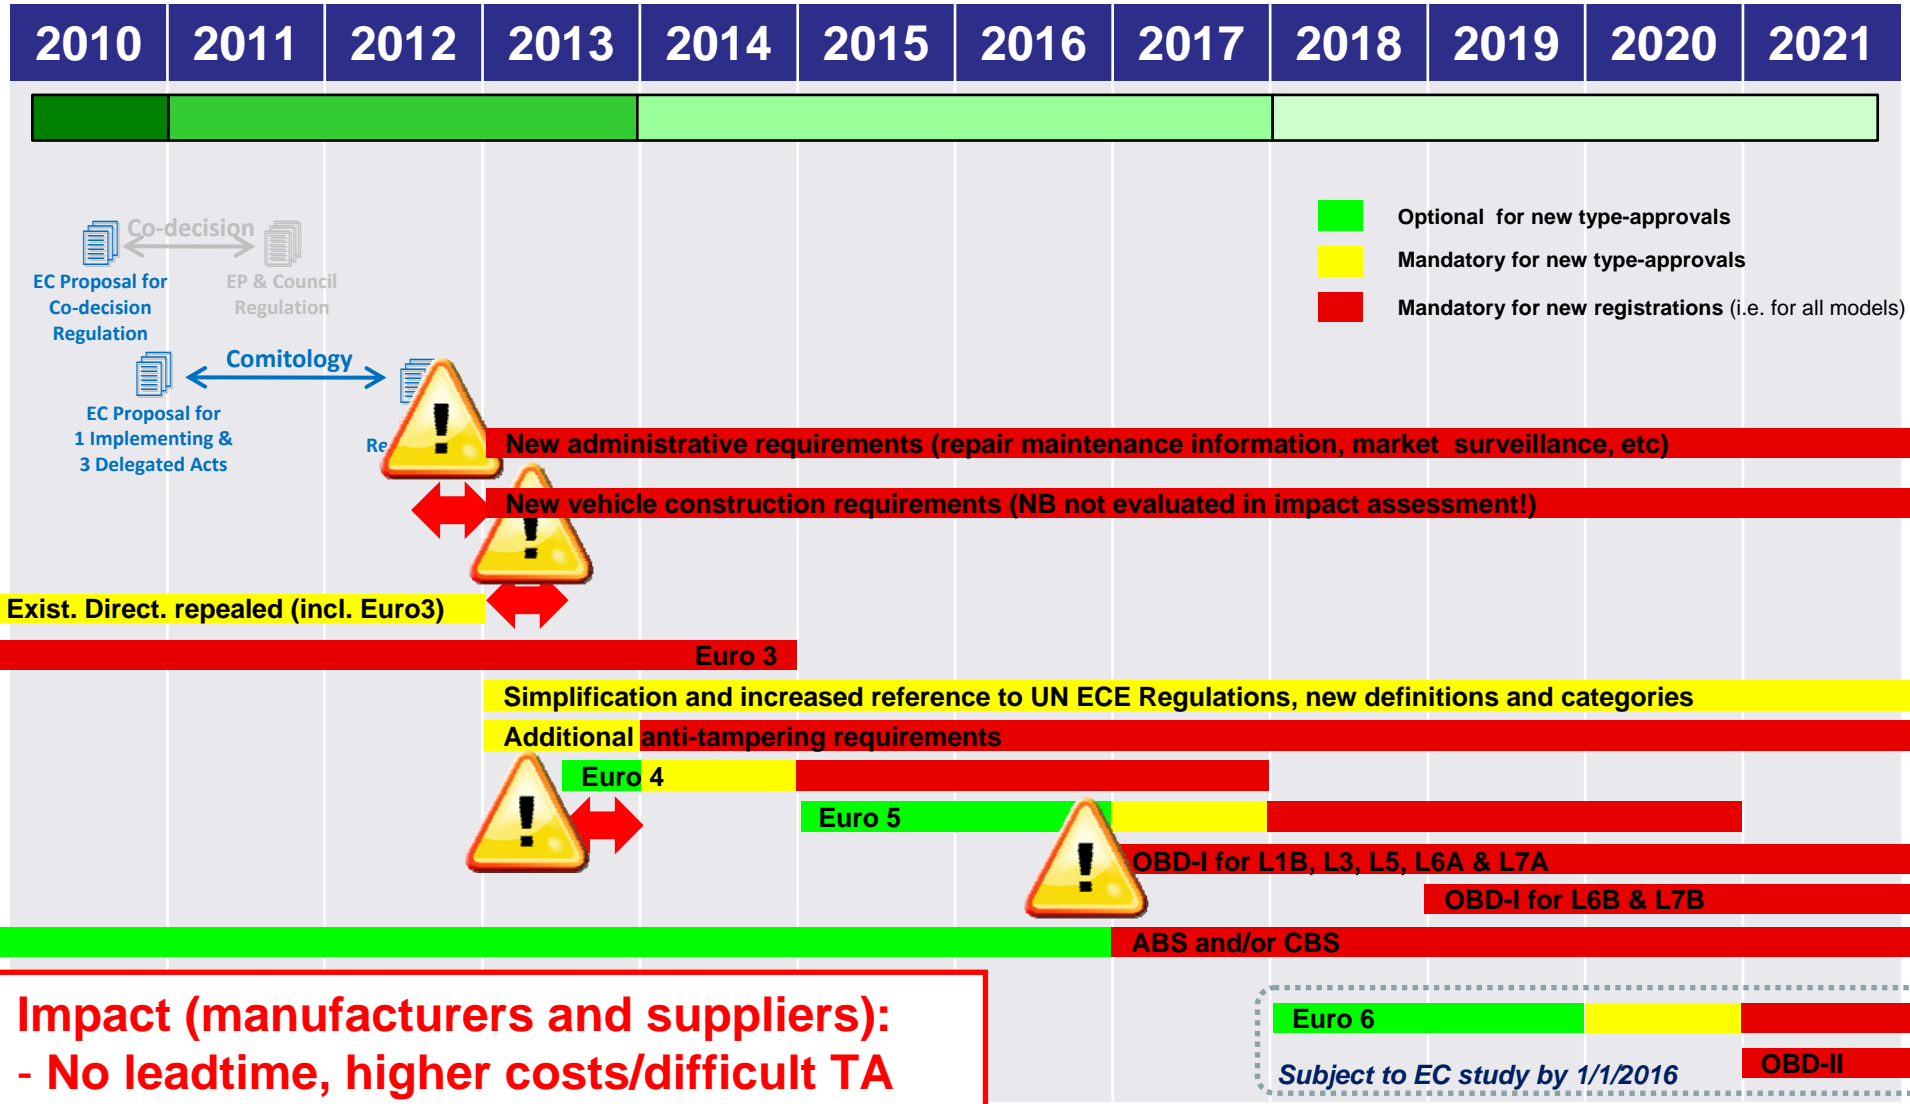 2010 2011 2012 2013 2014 2015 2016 2017 2018 2019 2020 2021
Optional for new type-approvals
Mandatory for new type-approvals
Mandatory for new registrations (i.e. for all models)
Co-decision
EC Proposal for
Co-decision
Regulation
EP & Council
Regulation
Comitology
EC Proposal for
1 Implementing &
3 Delegated Acts
Re
New administrative requirements (repair maintenance information, market surveillance, etc)
New vehicle construction requirements (NB not evaluated in impact assessment!)
Exist. Direct. repealed (incl. Euro3)
Euro 3
Simplification and increased reference to UN ECE Regulations, new definitions and categories
Additional anti-tampering requirements
Euro 4
Euro 5
OBD-I for L1B, L3, L5, L6A & L7A
OBD-I for L6B & L7B
ABS and/or CBS
Impact (manufacturers and suppliers):
- No leadtime, higher costs/difficult TA
Euro 6
OBD-II
Subject to EC study by 1/1/2016